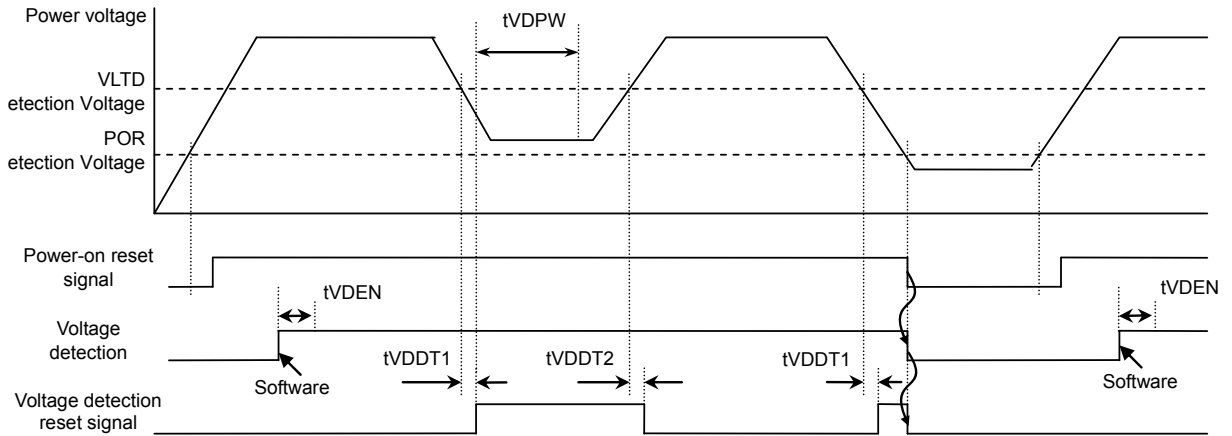 Power voltage
tVDPW
VLTD
etection Voltage
POR
etection Voltage
Power-on reset
signal
tVDEN
tVDEN
Voltage
detection
tVDDT1
tVDDT2
tVDDT1
Software
Software
Voltage detection
reset signal